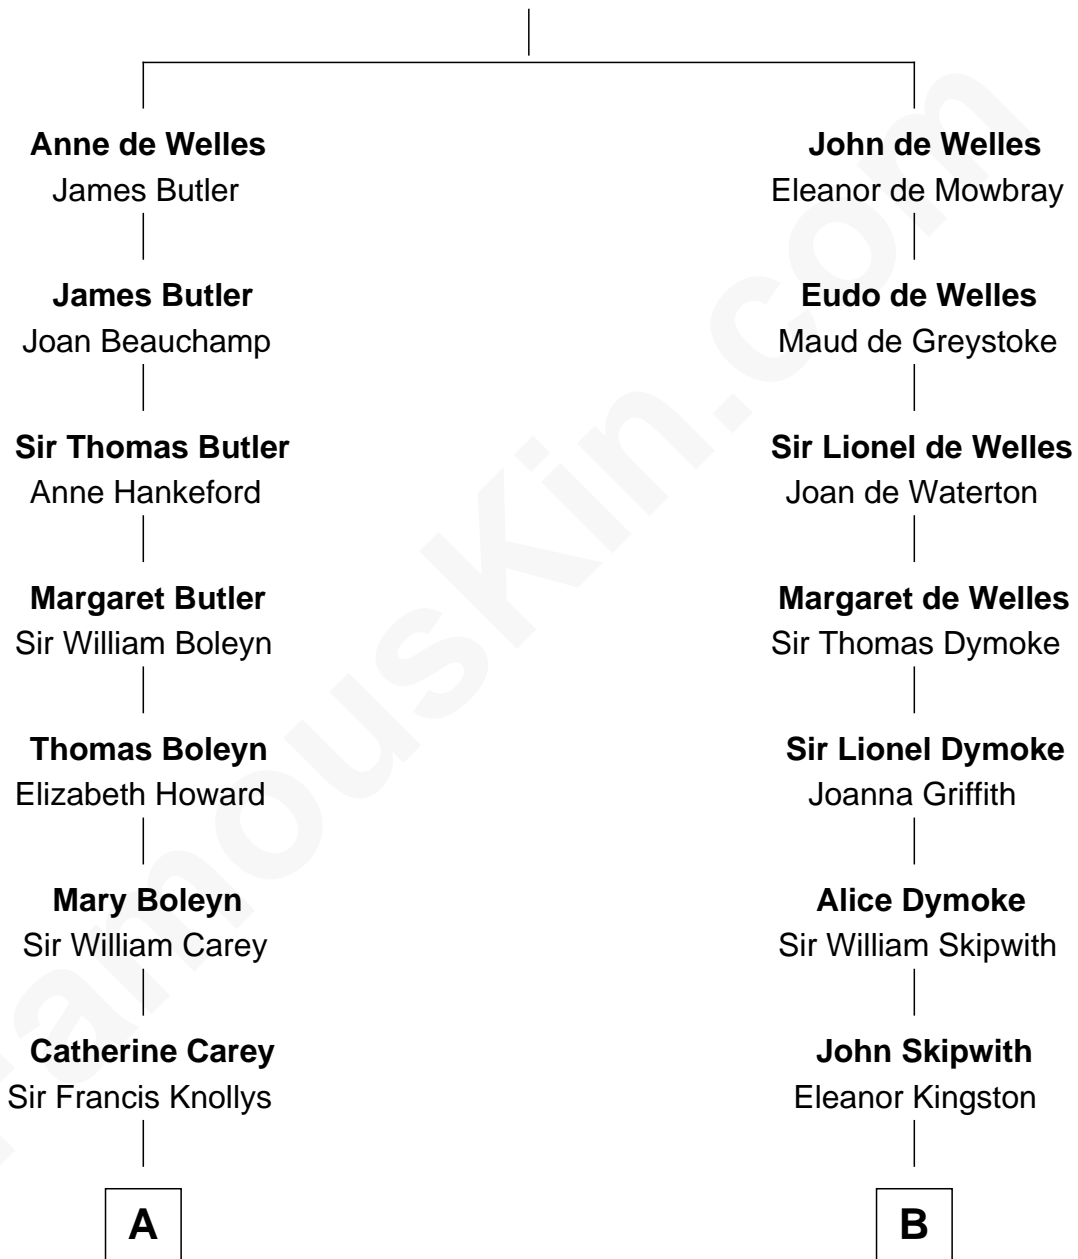 Anne de Welles
James Butler
James Butler
Joan Beauchamp
Sir Thomas Butler
Anne Hankeford
Margaret Butler
Sir William Boleyn
Thomas Boleyn
Elizabeth Howard
Mary Boleyn
Sir William Carey
Catherine Carey
Sir Francis Knollys
A
John de Welles
Eleanor de Mowbray
Eudo de Welles
Maud de Greystoke
Sir Lionel de Welles
Joan de Waterton
Margaret de Welles
Sir Thomas Dymoke
Sir Lionel Dymoke
Joanna Griffith
Alice Dymoke
Sir William Skipwith
John Skipwith
Eleanor Kingston
B
FamousKin.com